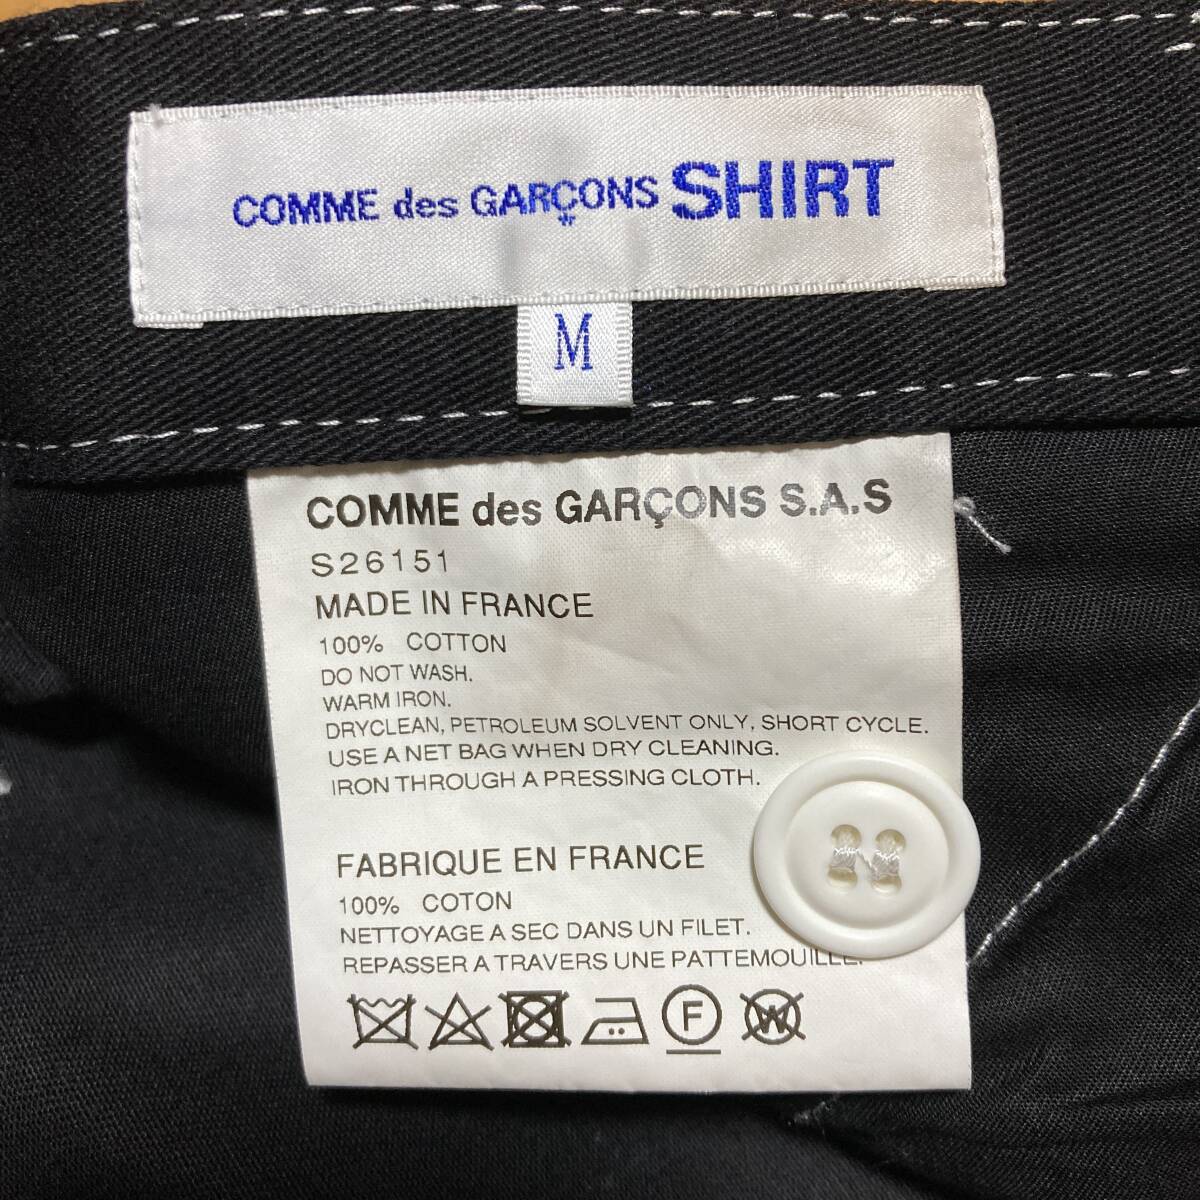 COMME des GARÇONS SHIRT
M
COMME des GARÇONS S.A.S
S26151
MADE IN FRANCE
100% COTTON
DO NOT WASH.
WARM IRON.
DRYCLEAN, PETROLEUM SOLVENT ONLY, SHORT CYCLE.
USE A NET BAG WHEN DRY CLEANING.
IRON THROUGH A PRESSING CLOTH.
FABRIQUE EN FRANCE
100% COTON
NETTOYAGE A SEC DANS UN FILET.
REPASSER A TRAVERS UNE PATTEMOUILLE.
F W